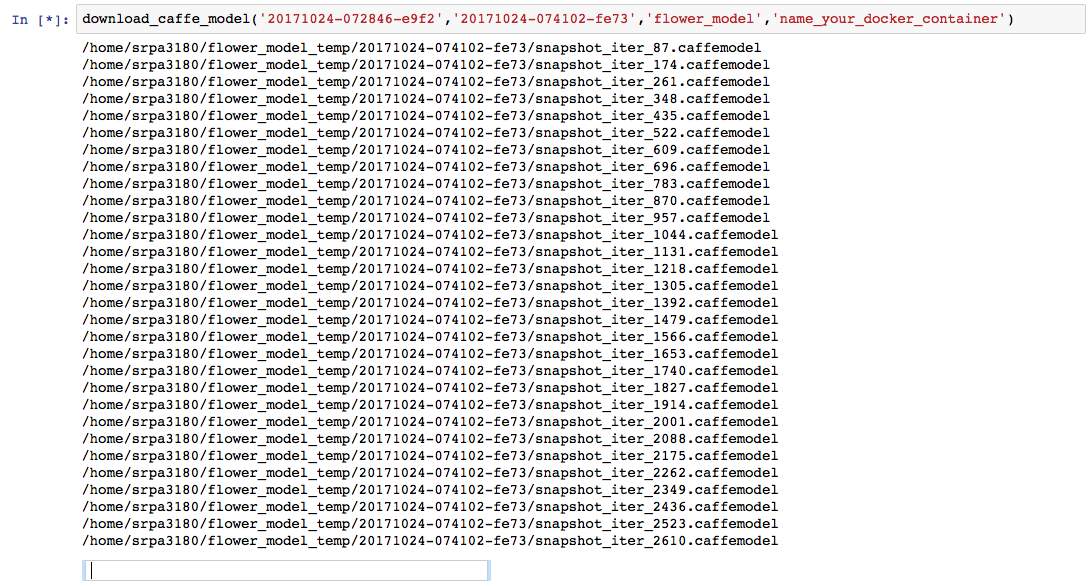 In [*]: download_caffe_model('20171024-072846-e9f2','20171024-074102-fe73','flower_model','name_your_docker_container')
/home/srpa3180/flower_model_temp/20171024-074102-fe73/snapshot_iter_87.caffemodel
/home/srpa3180/flower_model_temp/20171024-074102-fe73/snapshot_iter_174.caffemodel
/home/srpa3180/flower_model_temp/20171024-074102-fe73/snapshot_iter_261.caffemodel
/home/srpa3180/flower_model_temp/20171024-074102-fe73/snapshot_iter_348.caffemodel
/home/srpa3180/flower_model_temp/20171024-074102-fe73/snapshot_iter_435.caffemodel
/home/srpa3180/flower_model_temp/20171024-074102-fe73/snapshot_iter_522.caffemodel
/home/srpa3180/flower_model_temp/20171024-074102-fe73/snapshot_iter_609.caffemodel
/home/srpa3180/flower_model_temp/20171024-074102-fe73/snapshot_iter_696.caffemodel
/home/srpa3180/flower_model_temp/20171024-074102-fe73/snapshot_iter_783.caffemodel
/home/srpa3180/flower_model_temp/20171024-074102-fe73/snapshot_iter_870.caffemodel
/home/srpa3180/flower_model_temp/20171024-074102-fe73/snapshot_iter_957.caffemodel
/home/srpa3180/flower_model_temp/20171024-074102-fe73/snapshot_iter_1044.caffemodel
/home/srpa3180/flower_model_temp/20171024-074102-fe73/snapshot_iter_1131.caffemodel
/home/srpa3180/flower_model_temp/20171024-074102-fe73/snapshot_iter_1218.caffemodel
/home/srpa3180/flower_model_temp/20171024-074102-fe73/snapshot_iter_1305.caffemodel
/home/srpa3180/flower_model_temp/20171024-074102-fe73/snapshot_iter_1392.caffemodel
/home/srpa3180/flower_model_temp/20171024-074102-fe73/snapshot_iter_1479.caffemodel
/home/srpa3180/flower_model_temp/20171024-074102-fe73/snapshot_iter_1566.caffemodel
/home/srpa3180/flower_model_temp/20171024-074102-fe73/snapshot_iter_1653.caffemodel
/home/srpa3180/flower_model_temp/20171024-074102-fe73/snapshot_iter_1740.caffemodel
/home/srpa3180/flower_model_temp/20171024-074102-fe73/snapshot_iter_1827.caffemodel
/home/srpa3180/flower_model_temp/20171024-074102-fe73/snapshot_iter_1914.caffemodel
/home/srpa3180/flower_model_temp/20171024-074102-fe73/snapshot_iter_2001.caffemodel
/home/srpa3180/flower_model_temp/20171024-074102-fe73/snapshot_iter_2088.caffemodel
/home/srpa3180/flower_model_temp/20171024-074102-fe73/snapshot_iter_2175.caffemodel
/home/srpa3180/flower_model_temp/20171024-074102-fe73/snapshot_iter_2262.caffemodel
/home/srpa3180/flower_model_temp/20171024-074102-fe73/snapshot_iter_2349.caffemodel
/home/srpa3180/flower_model_temp/20171024-074102-fe73/snapshot_iter_2436.caffemodel
/home/srpa3180/flower_model_temp/20171024-074102-fe73/snapshot_iter_2523.caffemodel
/home/srpa3180/flower_model_temp/20171024-074102-fe73/snapshot_iter_2610.caffemodel